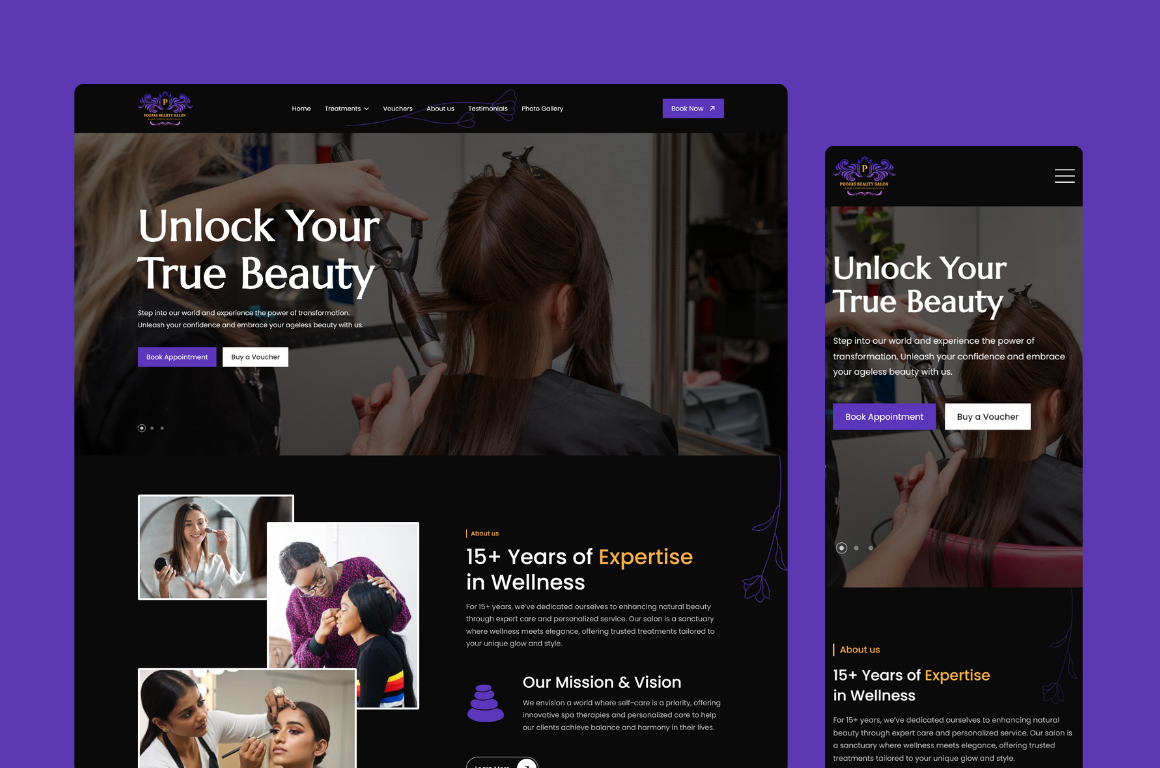 P
POOJAS BEAUTY SALON
Home Treatments Vouchers About us Testimonials Photo Gallery
Book Now
Unlock Your
True Beauty
Step into our world and experience the power of transformation.
Unleash your confidence and embrace your ageless beauty with us.
Book Appointment
Buy a Voucher
About us
15+ Years of Expertise
in Wellness
For 15+ years, we've dedicated ourselves to enhancing natural beauty
through expert care and personalized service. Our salon is a sanctuary
where wellness meets elegance, offering trusted treatments tailored to
your unique glow and style.
Our Mission & Vision
We envision a world where self-care is a priority, offering
innovative spa therapies and personalized care to help
our clients achieve balance and harmony in their lives.
Learn More
P
POOJAS BEAUTY SALON
Unlock Your
True Beauty
Step into our world and experience the power of
transformation. Unleash your confidence and embrace
your ageless beauty with us.
Book Appointment
Buy a Voucher
About us
15+ Years of Expertise
in Wellness
For 15+ years, we've dedicated ourselves to enhancing natural
beauty through expert care and personalized service. Our salon is
a sanctuary where wellness meets elegance, offering trusted
treatments tailored to your unique glow and style.